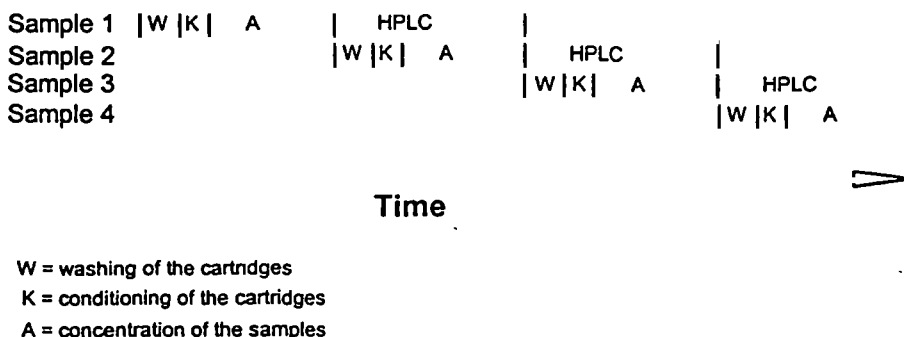 Sample 1 |W |K| A | HPLC |
Sample 2 |W |K| A | HPLC |
Sample 3 |W |K| A | HPLC
Sample 4 |W |K| A
Time
W = washing of the cartridges
K = conditioning of the cartridges
A = concentration of the samples